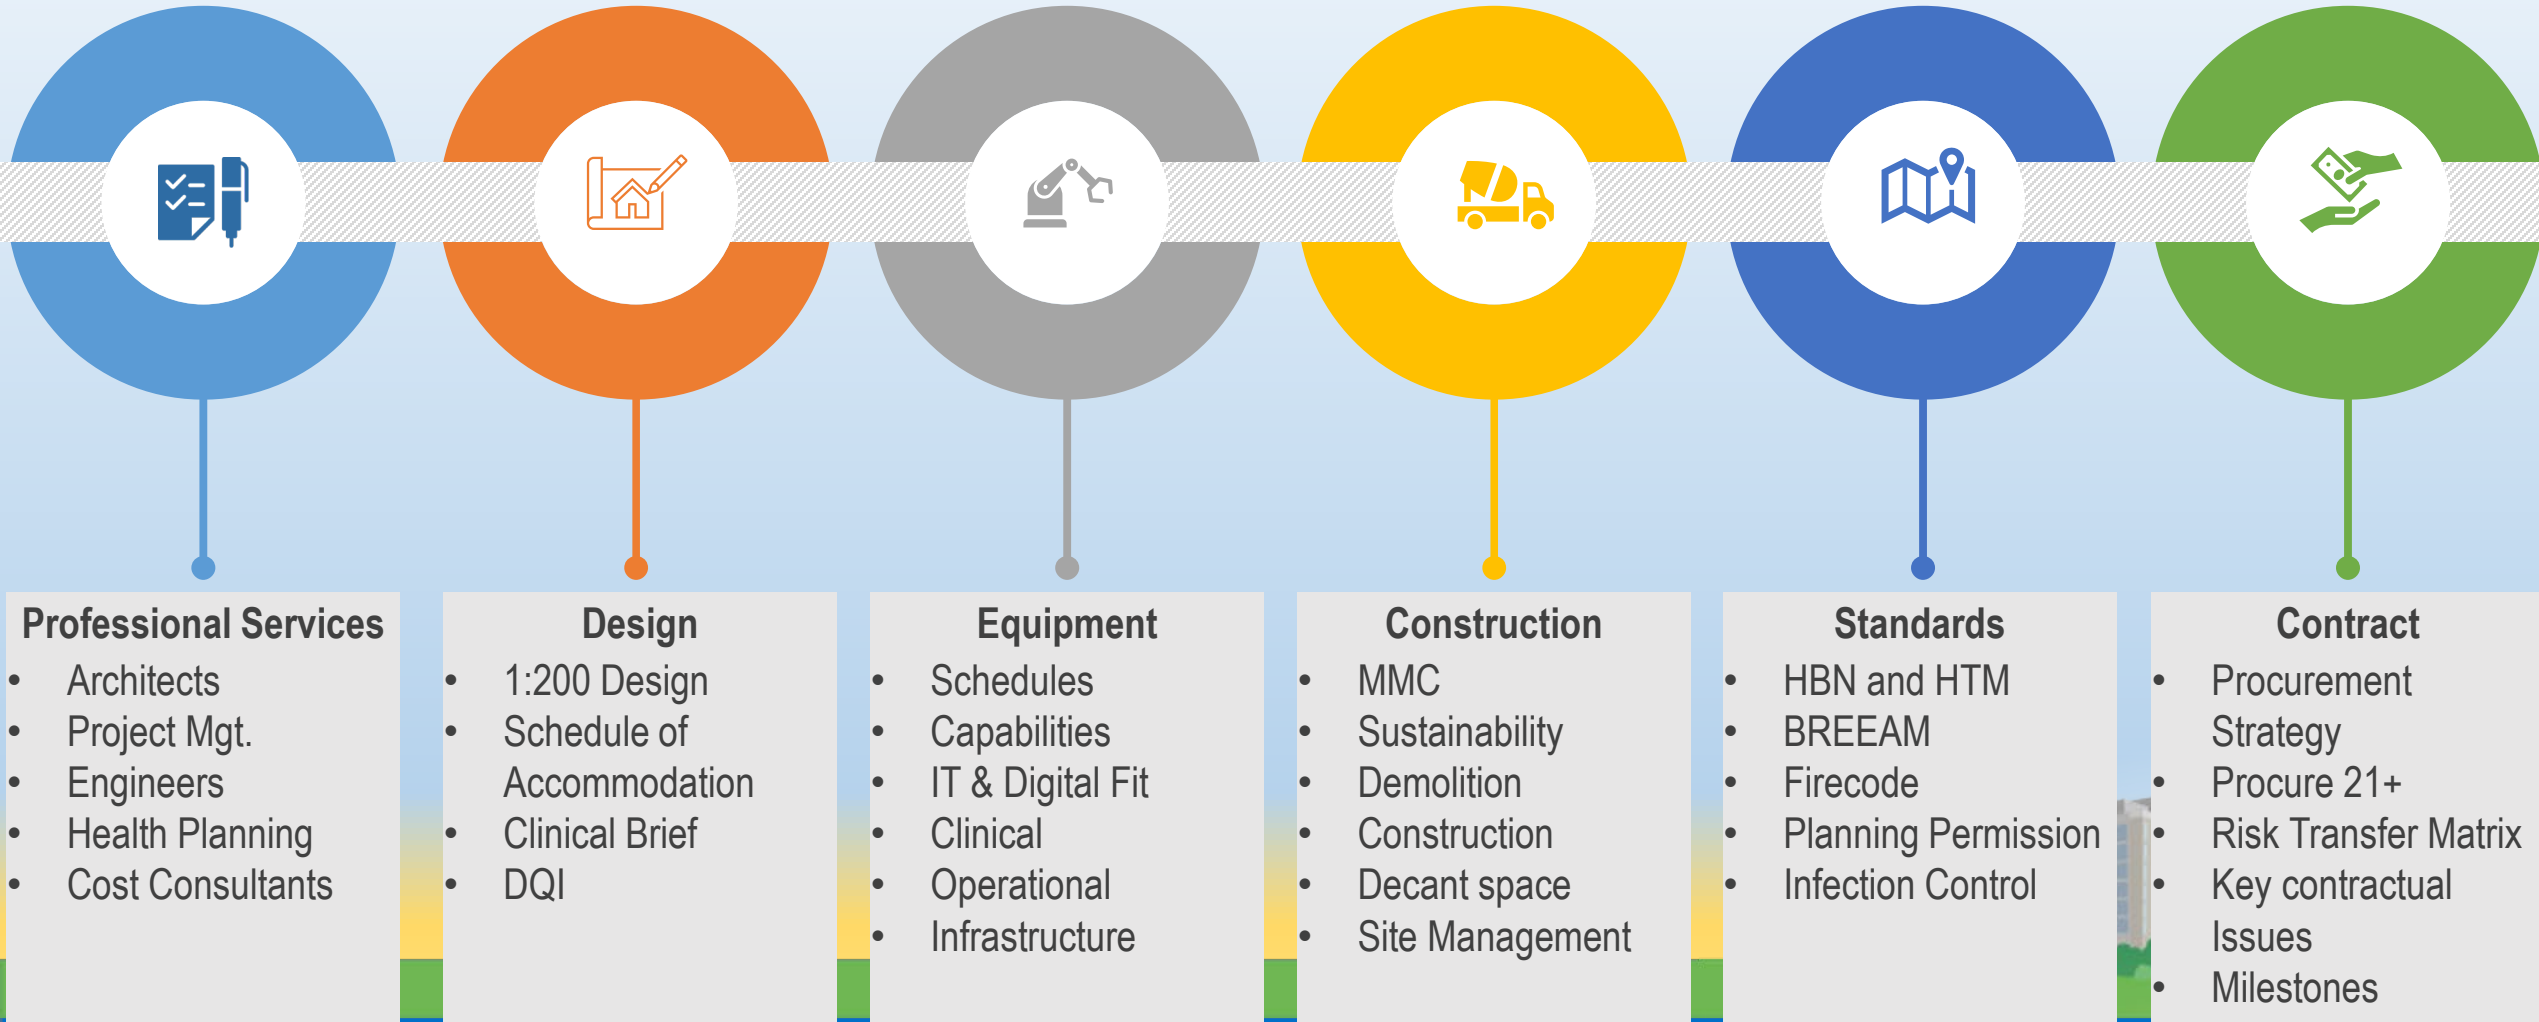 Professional Services
• Architects
• Project Mgt.
• Engineers
• Health Planning
• Cost Consultants
Design
• 1:200 Design
• Schedule of
Accommodation
• Clinical Brief
• DQI
Equipment
• Schedules
• Capabilities
• IT & Digital Fit
• Clinical
• Operational
• Infrastructure
Construction
• MMC
• Sustainability
• Demolition
• Construction
• Decant space
• Site Management
Standards
• HBN and HTM
• BREEAM
• Firecode
• Planning Permission
• Infection Control
Contract
• Procurement
Strategy
• Procure 21+
• Risk Transfer Matrix
• Key contractual
Issues
• Milestones